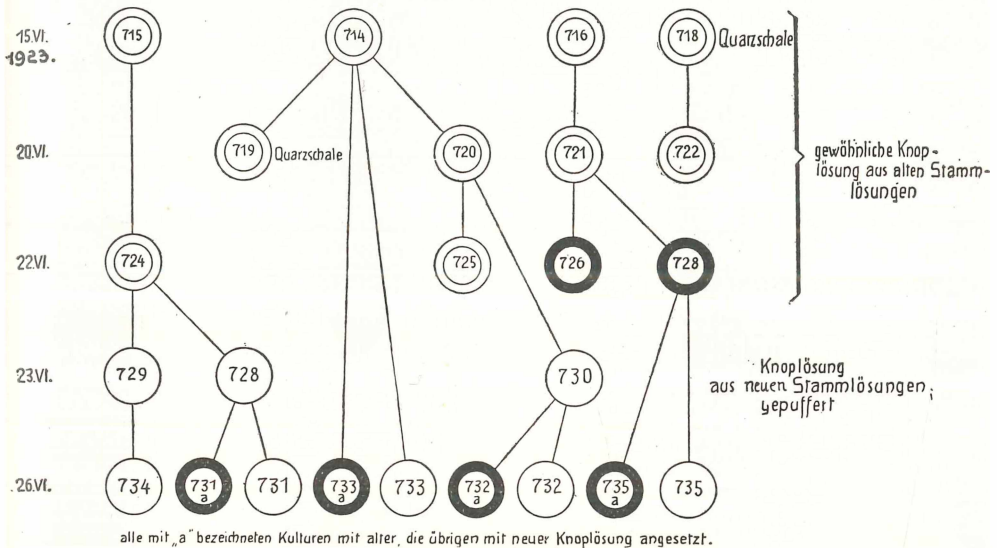 15.VI.
1923.
715
714
716
718
Quarzschale
20.VI.
719
Quarzschale
720
721
722
gewöhnliche Knop-
lösung aus alten Stamm-
lösungen
22.VI.
724
725
726
728
23.VI.
729
728
730
Knoplösung
aus neuen Stammlösungen;
gepuffert
26.VI.
734
731
a
731
733
a
733
732
a
732
735
a
735
alle mit „a" bezeichneten Kulturen mit alter, die übrigen mit neuer Knoplösung angesetzt.